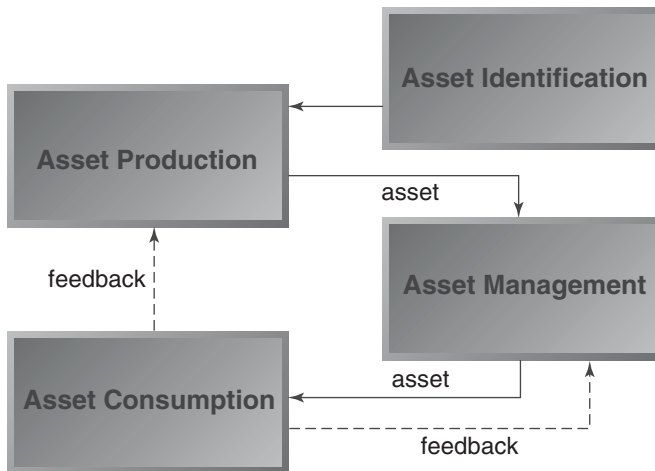 Asset Identification
Asset Production
asset
feedback
Asset Management
Asset Consumption
asset
feedback